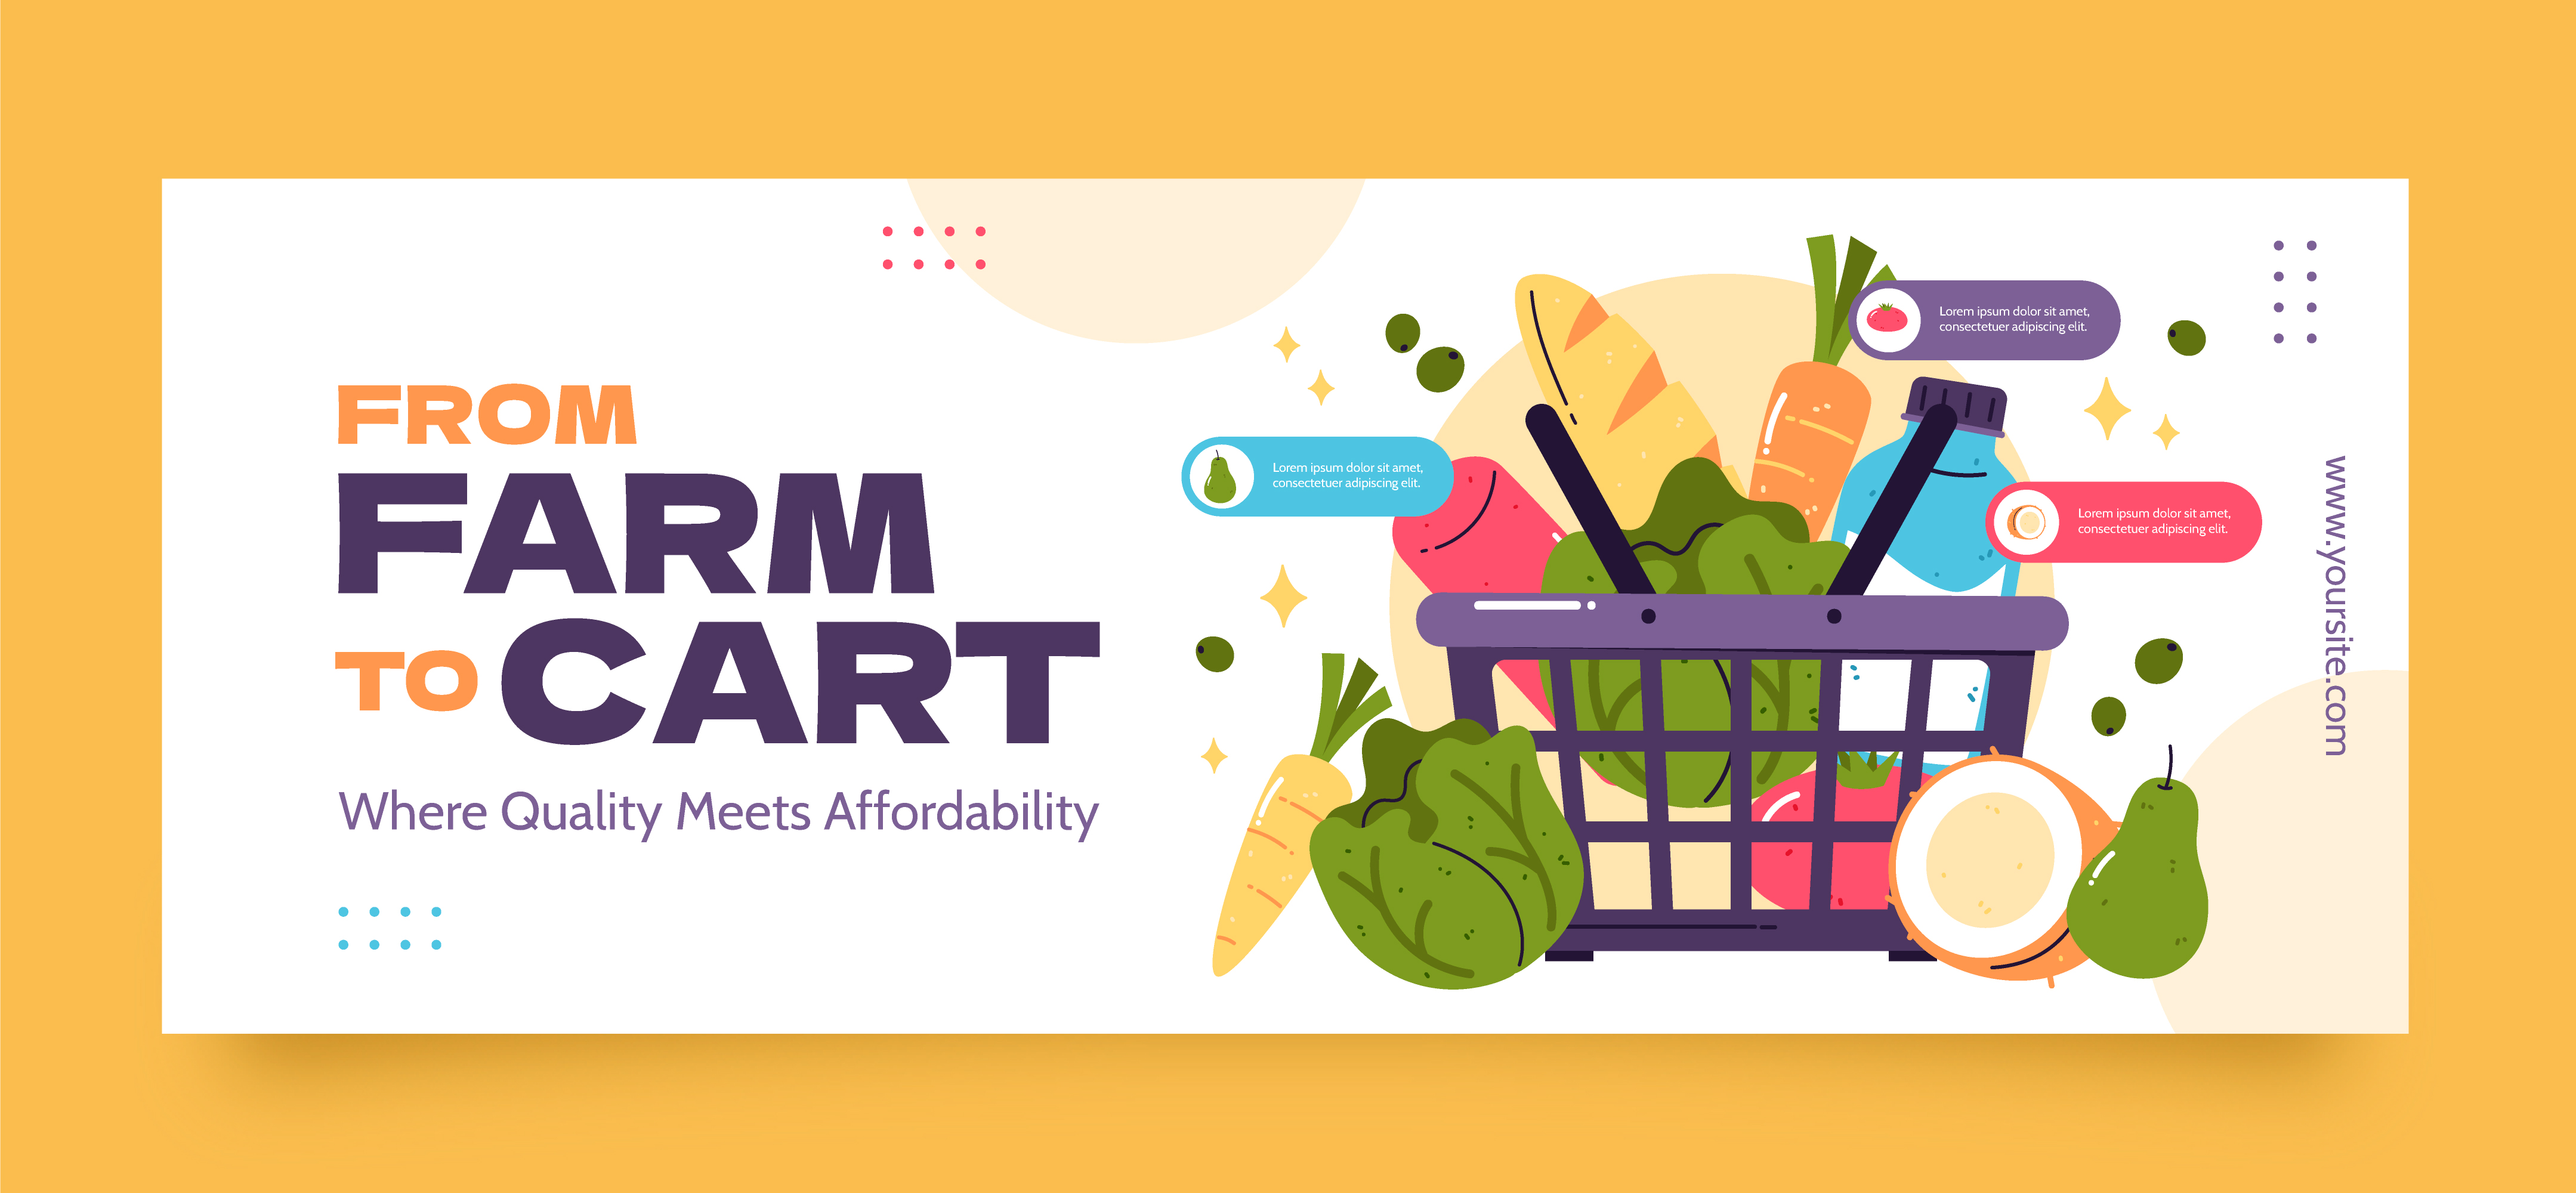 FROM
FARM
TO CART
Where Quality Meets Affordability
Lorem ipsum dolor sit amet,
consectetuer adipiscing elit.
Lorem ipsum dolor sit amet,
consectetuer adipiscing elit.
Lorem ipsum dolor sit amet,
consectetuer adipiscing elit.
www.yoursite.com